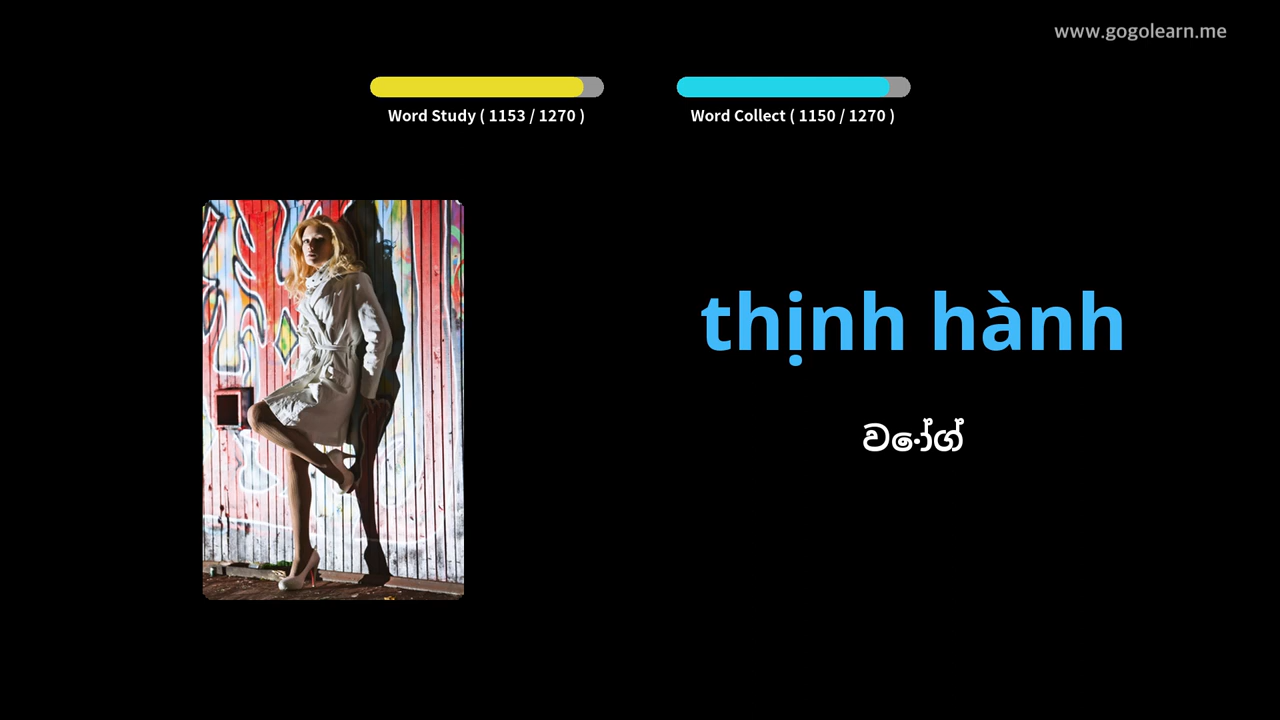 www.gogolearn.me
Word Study ( 1153 / 1270 )
Word Collect ( 1150 / 1270 )
thịnh hành
වෝග්